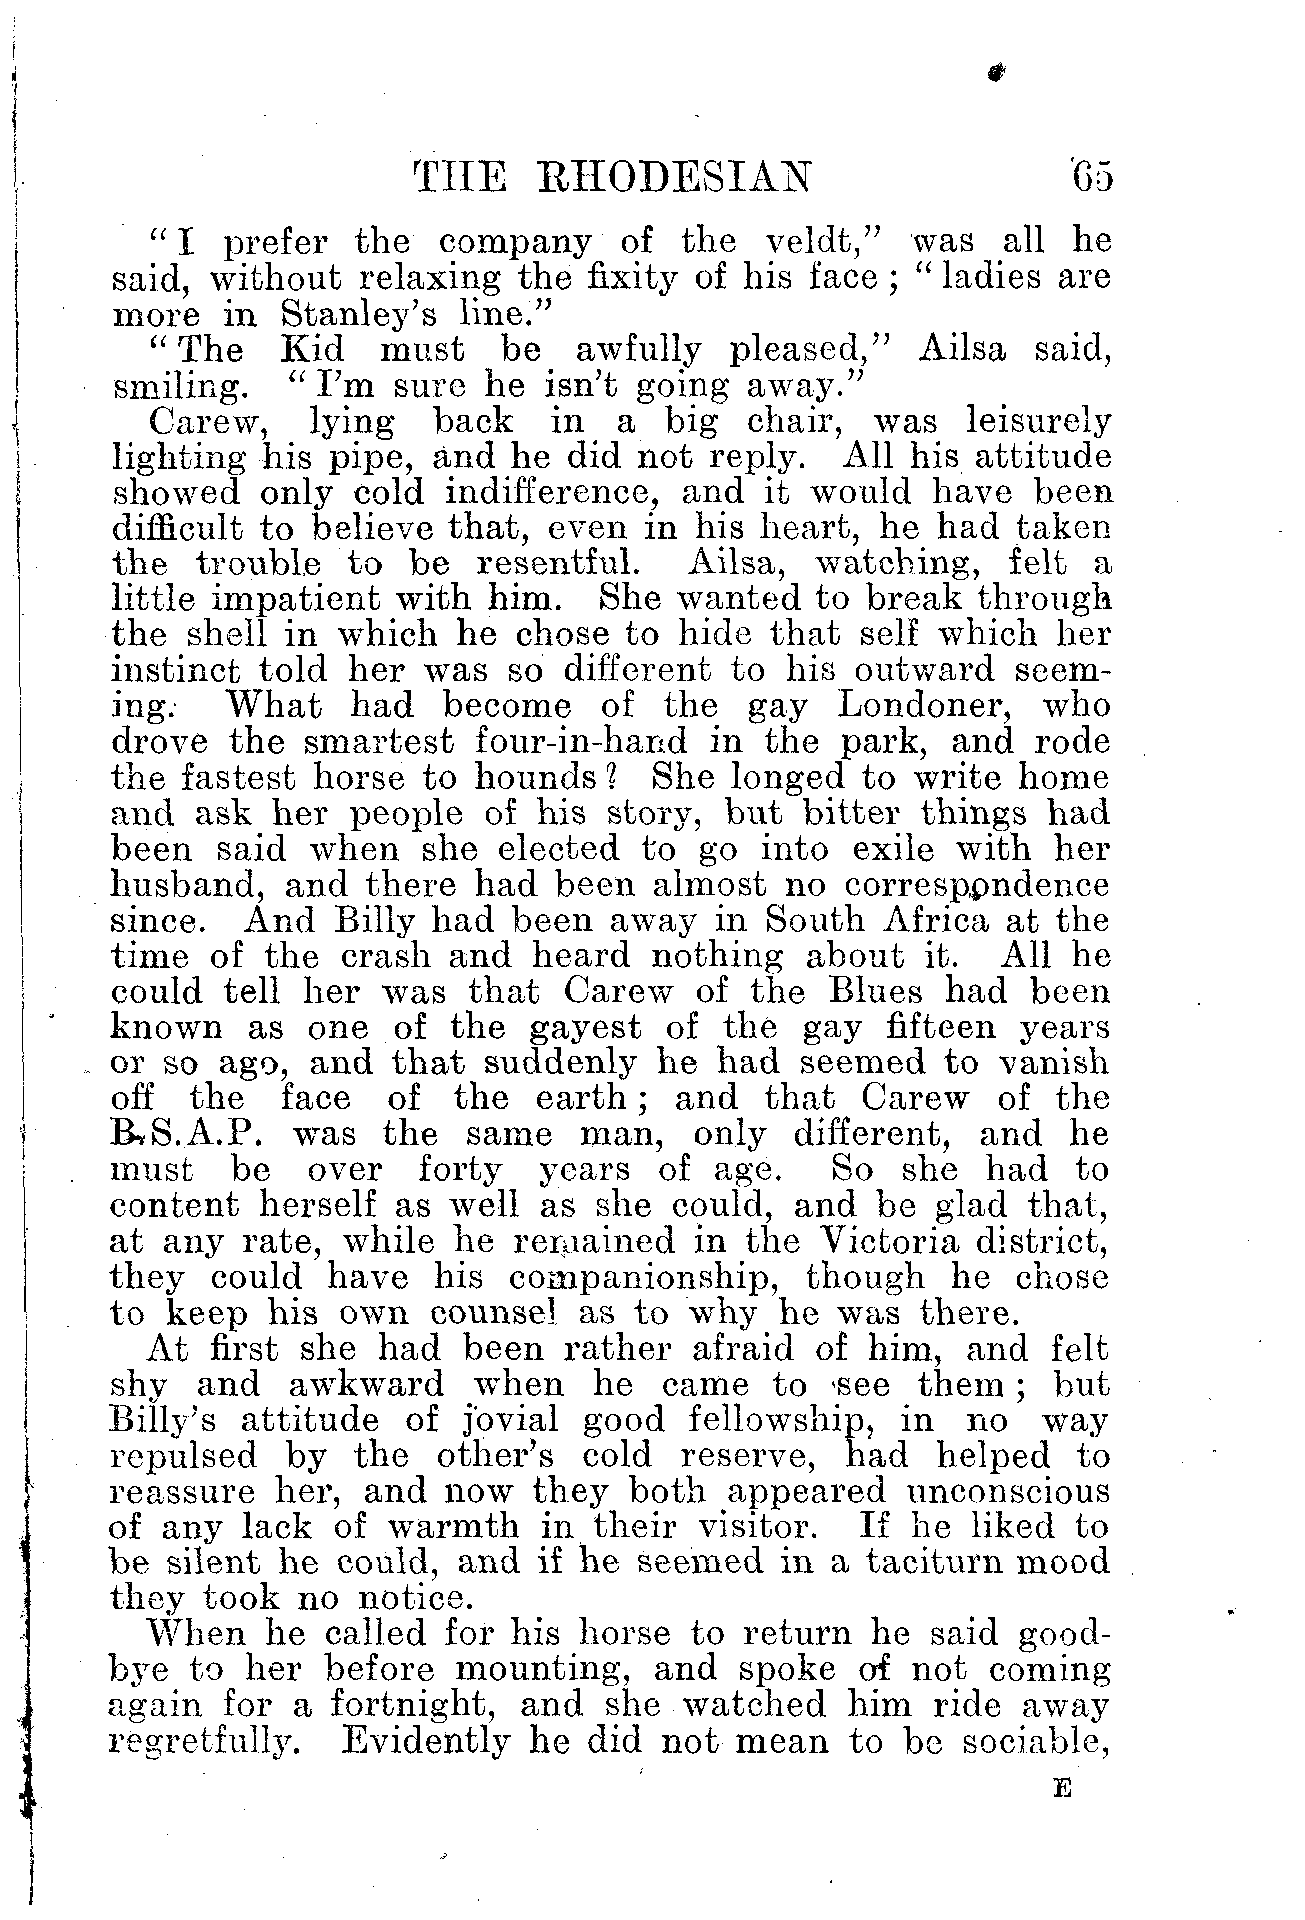 THE RHODESIAN 65
"I prefer the company of the veldt," was all he
said, without relaxing the fixity of his face; "ladies are
more in Stanley's line."
"The Kid must be awfully pleased," Ailsa said,
smiling. "I'm sure he isn't going away."
Carew, lying back in a big chair, was leisurely
lighting his pipe, and he did not reply. All his attitude
showed only cold indifference, and it would have been
difficult to believe that, even in his heart, he had taken
the trouble to be resentful. Ailsa, watching, felt a
little impatient with him. She wanted to break through
the shell in which he chose to hide that self which her
instinct told her was so different to his outward seem-
ing. What had become of the gay Londoner, who
drove the smartest four-in-hand in the park, and rode
the fastest horse to hounds? She longed to write home
and ask her people of his story, but bitter things had
been said when she elected to go into exile with her
husband, and there had been almost no correspondence
since. And Billy had been away in South Africa at the
time of the crash and heard nothing about it. All he
could tell her was that Carew of the Blues had been
known as one of the gayest of the gay fifteen years
or so ago, and that suddenly he had seemed to vanish
off the face of the earth; and that Carew of the
B.S.A.P. was the same man, only different, and he
must be over forty years of age. So she had to
content herself as well as she could, and be glad that,
at any rate, while he remained in the Victoria district,
they could have his companionship, though he chose
to keep his own counsel as to why he was there.
At first she had been rather afraid of him, and felt
shy and awkward when he came to see them; but
Billy's attitude of jovial good fellowship, in no way
repulsed by the other's cold reserve, had helped to
reassure her, and now they both appeared unconscious
of any lack of warmth in their visitor. If he liked to
be silent he could, and if he seemed in a taciturn mood
they took no notice.
When he called for his horse to return he said good-
bye to her before mounting, and spoke of not coming
again for a fortnight, and she watched him ride away
regretfully. Evidently he did not mean to be sociable,
E